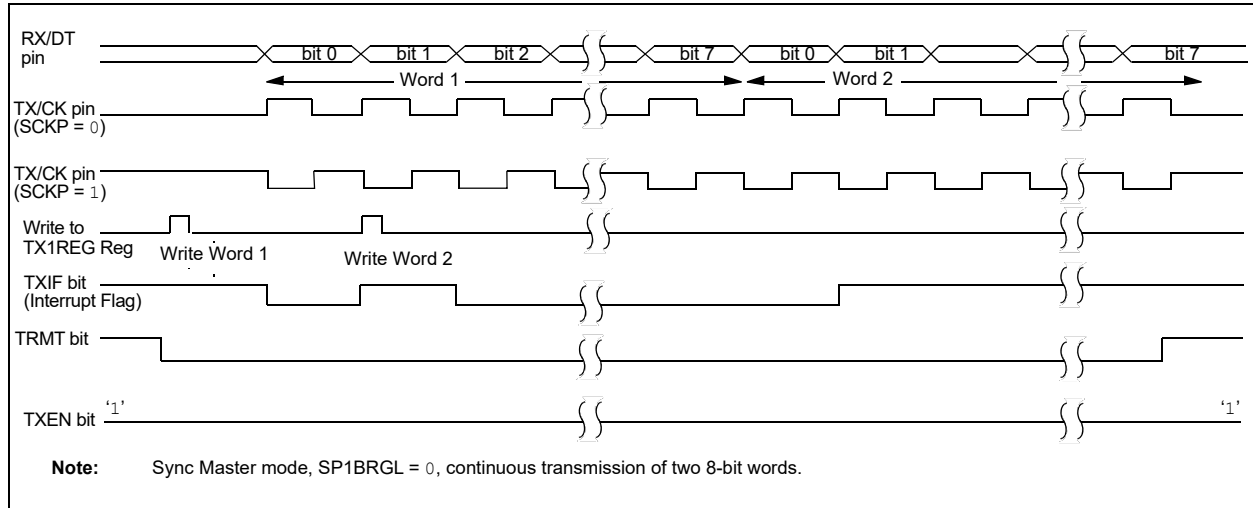 RX/DT
pin
bit 0 bit 1 bit 2 bit 7 bit 0 bit 1 bit 7
Word 1 Word 2
TX/CK pin
(SCKP = 0)
TX/CK pin
(SCKP = 1)
Write to
TX1REG Reg
Write Word 1 Write Word 2
TXIF bit
(Interrupt Flag)
TRMT bit
‘1’ ‘1’
TXEN bit
Note: Sync Master mode, SP1BRGL = 0, continuous transmission of two 8-bit words.